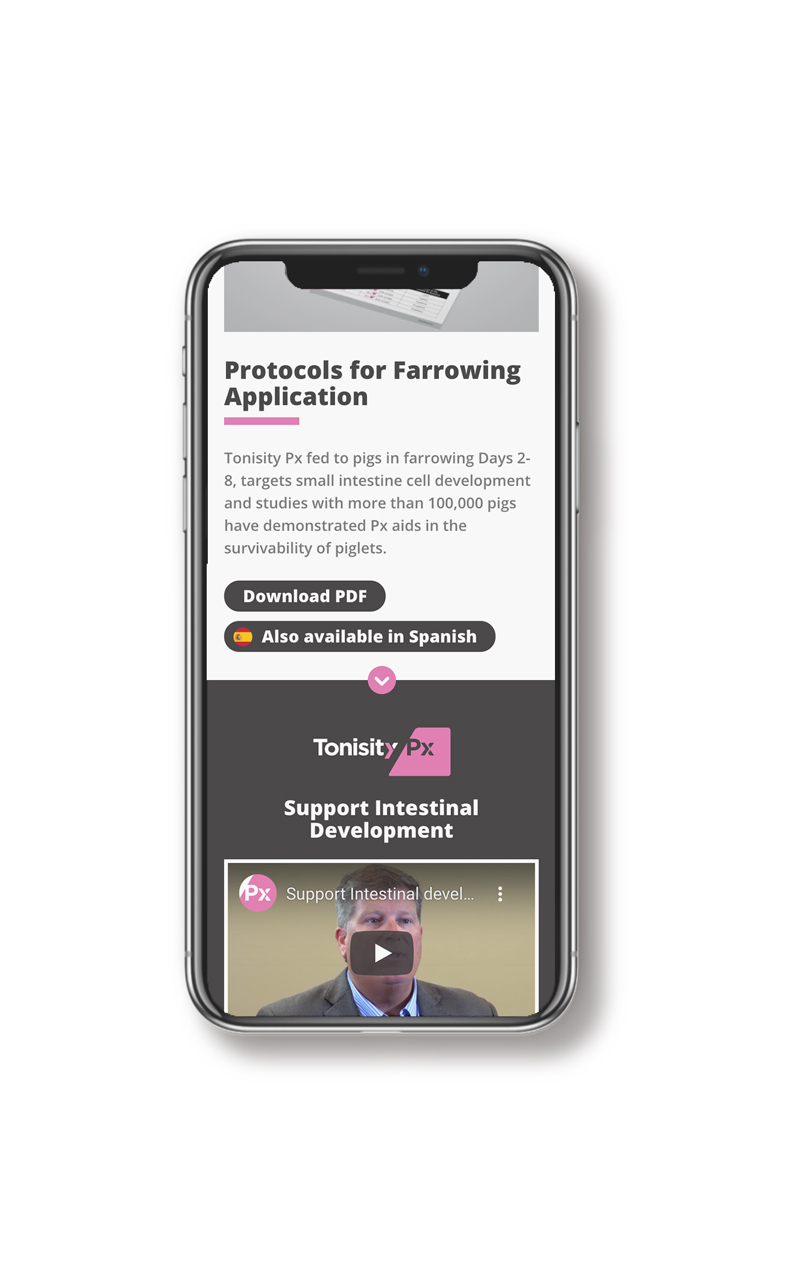 Protocols for Farrowing
Application
Tonisity Px fed to pigs in farrowing Days 2-
8, targets small intestine cell development
and studies with more than 100,000 pigs
have demonstrated Px aids in the
survivability of piglets.
Download PDF
Also available in Spanish
Tonisity Px
Support Intestinal
Development
Px
Support Intestinal devel...